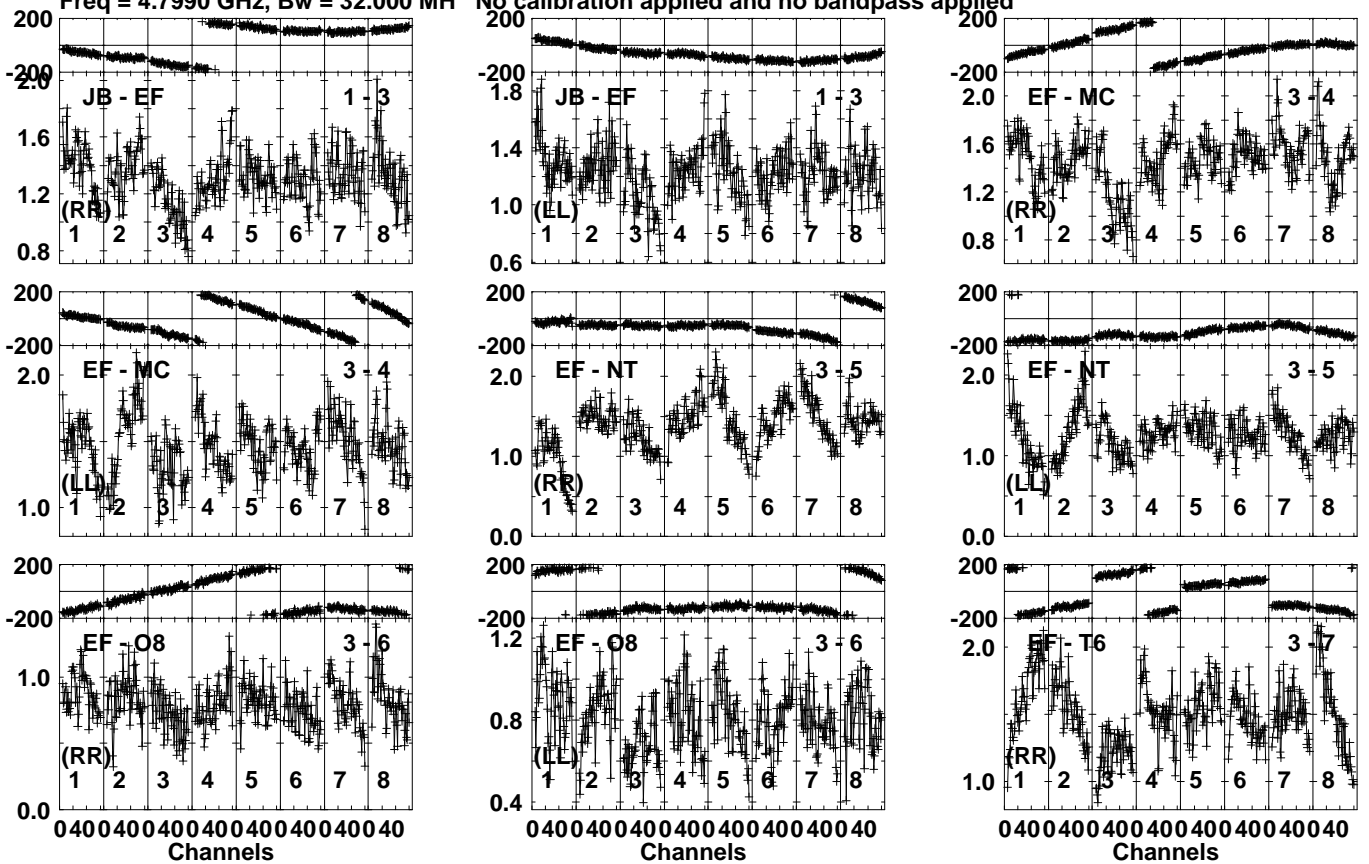 Freq = 4.7990 GHz, Bw = 32.000 MH No calibration applied and no bandpass applied
200
-200
2.0
1.6
1.2
0.8
JB - EF 1 - 3
(RR)
1 2 3 4 5 6 7 8
200
-200
1.8
1.4
1.0
0.6
JB - EF 1 - 3
(LL)
1 2 3 4 5 6 7 8
200
-200
2.0
1.6
1.2
0.8
EF - MC 3 - 4
(RR)
1 2 3 4 5 6 7 8
200
-200
2.0
1.0
EF - MC 3 - 4
(LL)
1 2 3 4 5 6 7 8
200
-200
2.0
1.0
0.0
EF - NT 3 - 5
(RR)
1 2 3 4 5 6 7 8
200
-200
2.0
1.0
0.0
EF - NT 3 - 5
(LL)
1 2 3 4 5 6 7 8
200
-200
1.0
0.0
EF - O8 3 - 6
(RR)
1 2 3 4 5 6 7 8
0 40 0 40 0 40 0 40 0 40 0 40 0 40 0 40
Channels
200
-200
1.2
0.8
0.4
EF - O8 3 - 6
(LL)
1 2 3 4 5 6 7 8
0 40 0 40 0 40 0 40 0 40 0 40 0 40 0 40
Channels
200
-200
2.0
1.0
EF - T6 3 - 7
(RR)
1 2 3 4 5 6 7 8
0 40 0 40 0 40 0 40 0 40 0 40 0 40 0 40
Channels